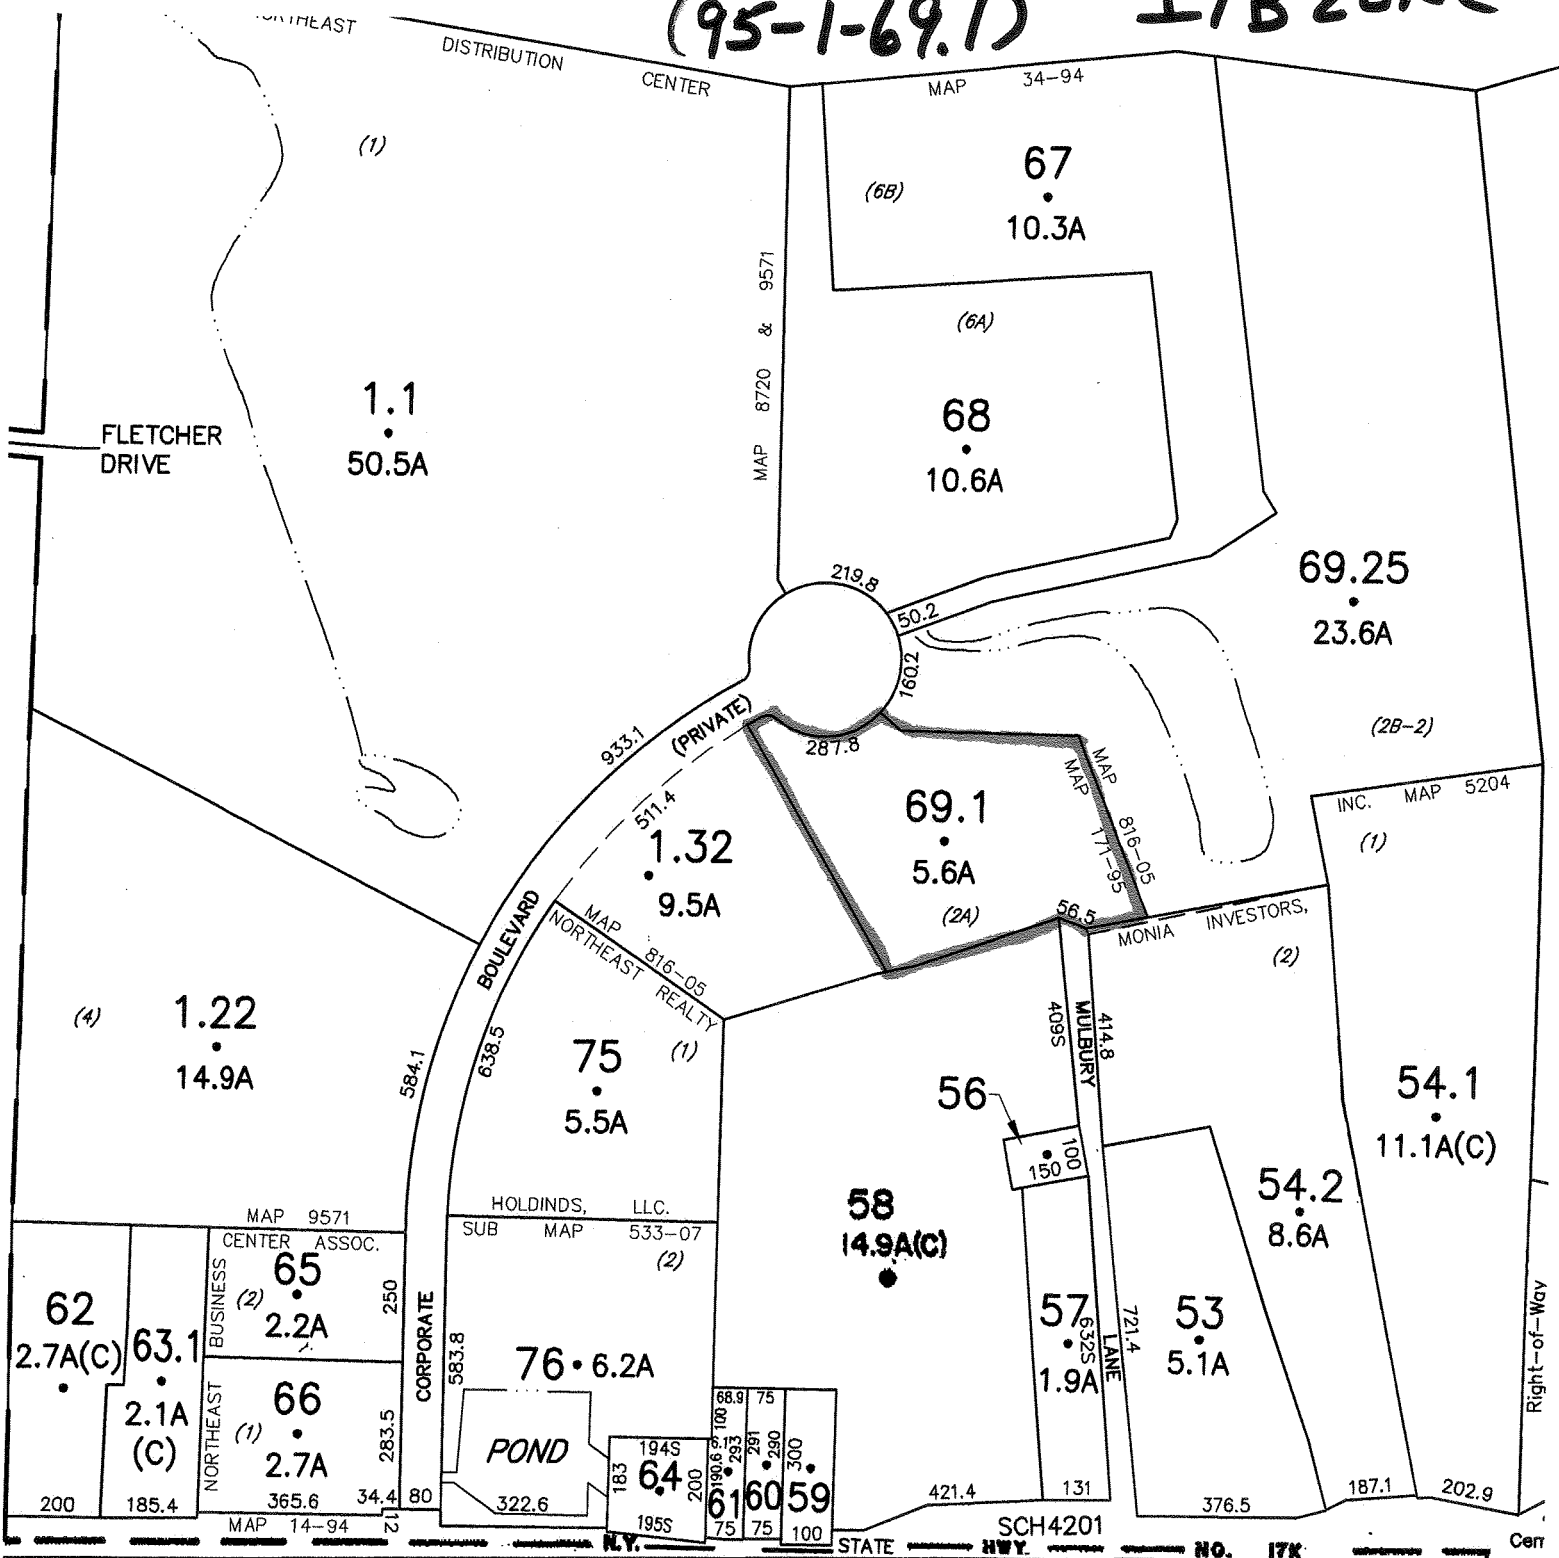 (95-1-69.1)
NORTHEAST DISTRIBUTION CENTER
MAP 34-94
(1)
67
(6B)
10.3A
MAP 8720 & 9571
(6A)
1.1
50.5A
FLETCHER
DRIVE
68
10.6A
219.8
50.2
160.2
69.25
23.6A
(2B-2)
933.1
(PRIVATE)
287.8
511.4
MAP
MAP
816-05
171-95
INC. MAP 5204
(1)
69.1
5.6A
(2A)
56.5
1.32
9.5A
MAP 816-05
NORTHEAST REALTY
BOULEVARD
MONIA INVESTORS,
(2)
(4)
1.22
14.9A
584.1
638.5
75
5.5A
(1)
409S
MULBURY
414.8
56
150
100
54.1
11.1A(C)
54.2
8.6A
HOLDINDS, LLC.
MAP 9571
SUB MAP 533-07
CENTER ASSOC.
(2)
58
14.9A(C)
BUSINESS
(2)
65
2.2A
250
62
2.7A(C)
63.1
2.1A
(C)
CORPORATE
583.8
76 6.2A
57
1.9A
632S
LANE
721.4
53
5.1A
Right-of-Way
NORTHEAST
(1)
66
2.7A
283.5
POND
68.9
75
100
6.1
190.6
293
291
290
300
194S
183
64
200
195S
61
60
59
75
75
100
200
185.4
365.6
34.4
80
12
322.6
421.4
131
376.5
187.1
202.9
MAP 14-94
SCH4201
N.Y. STATE HWY. NO. 17K